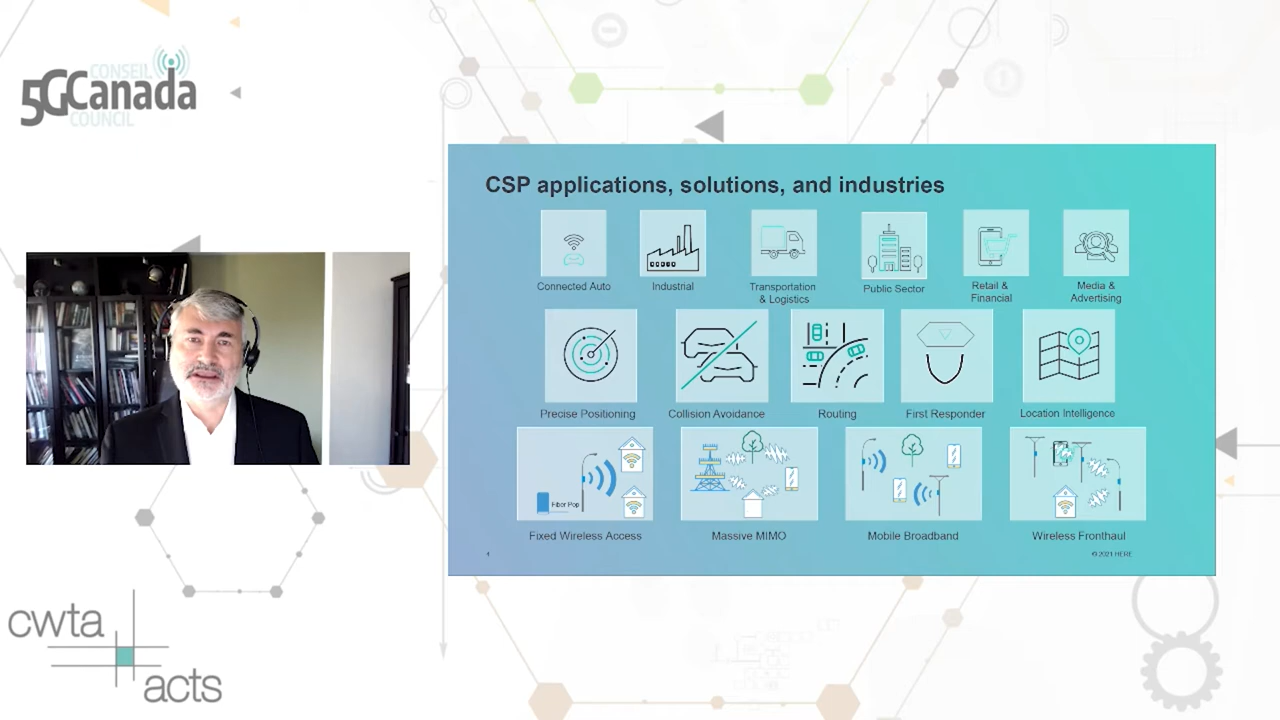 CONSEIL
5GCanada
COUNCIL
CSP applications, solutions, and industries
Connected Auto
Industrial
Transportation
& Logistics
Public Sector
Retail &
Financial
Media &
Advertising
Precise Positioning
Collision Avoidance
Routing
First Responder
Location Intelligence
Fiber Pop
Fixed Wireless Access
Massive MIMO
Mobile Broadband
Wireless Fronthaul
4
© 2021 HERE
cwta
acts